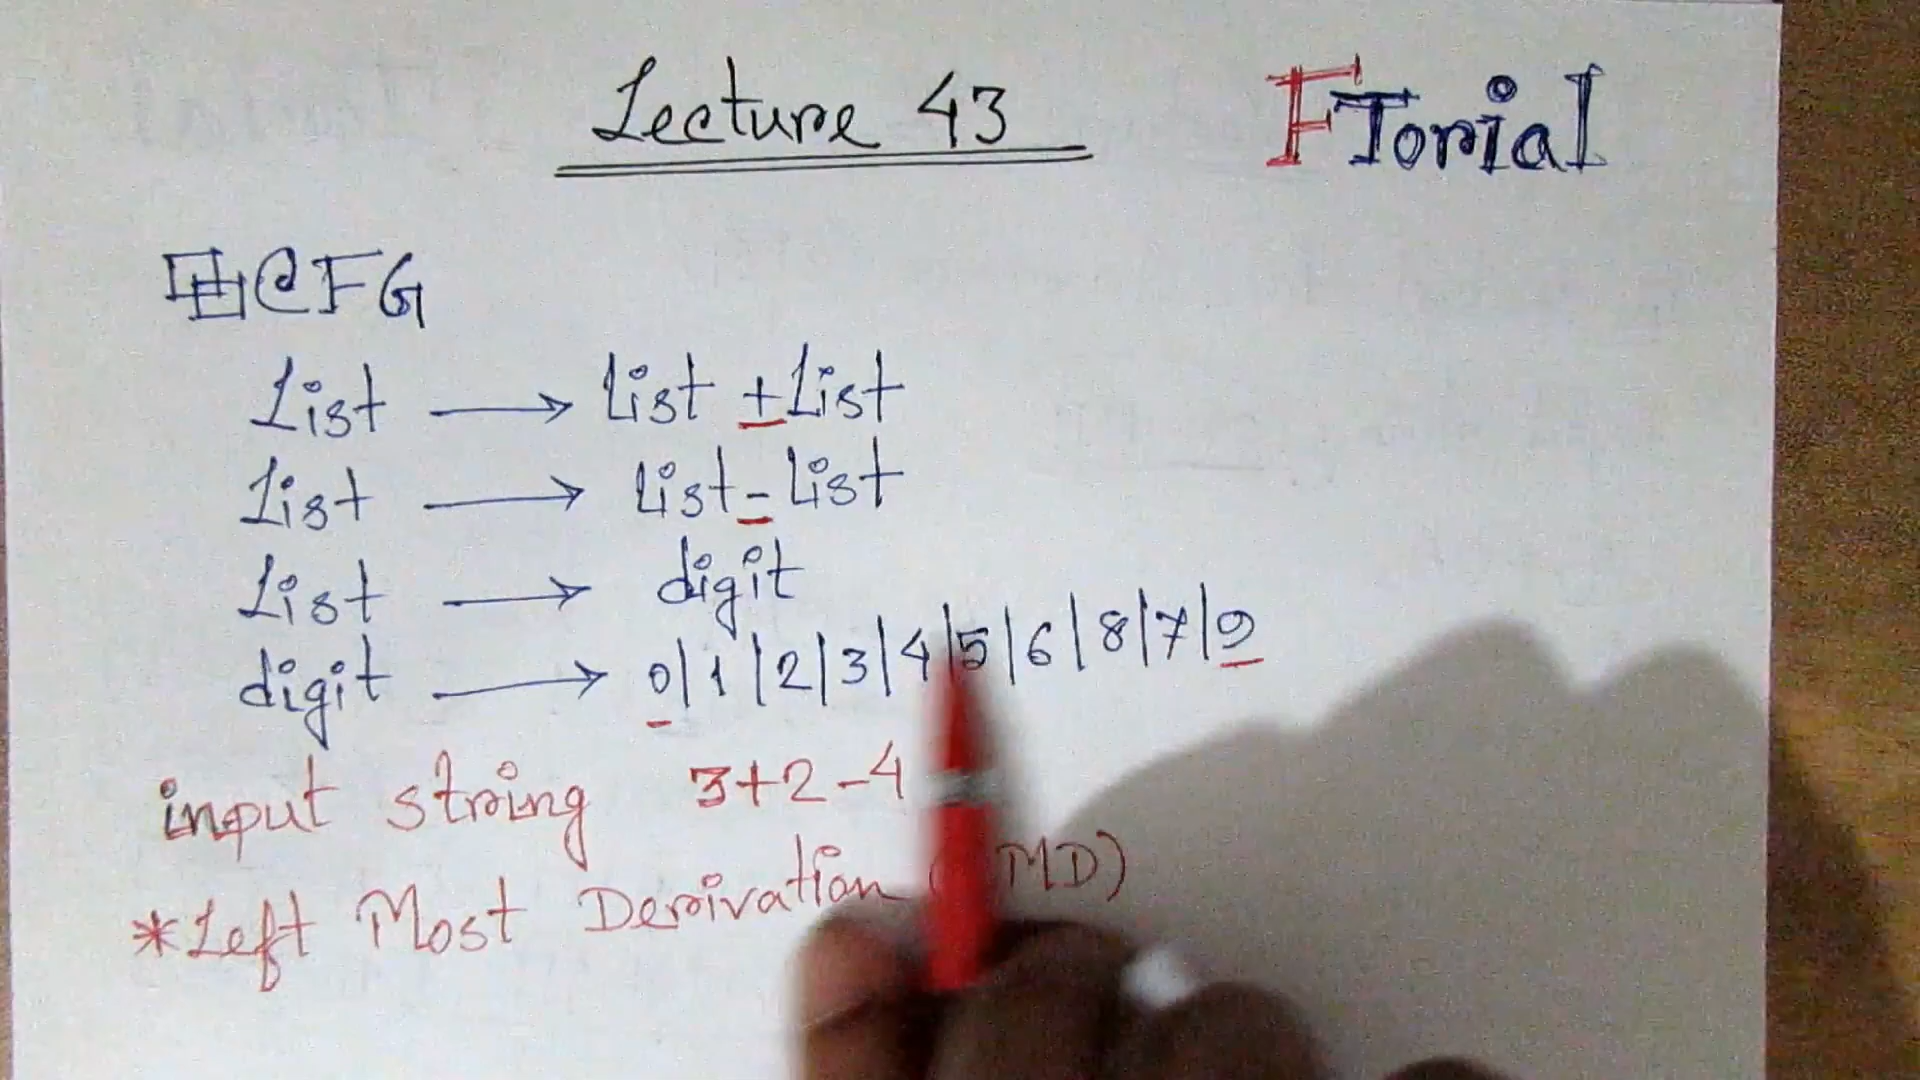 Lecture 43
FTorial
CFG
List → List + List
List → List - List
List → digit
digit → 0|1|2|3|4|5|6|8|7|9
input string 3+2-4
*Left Most Derivation ( MD)